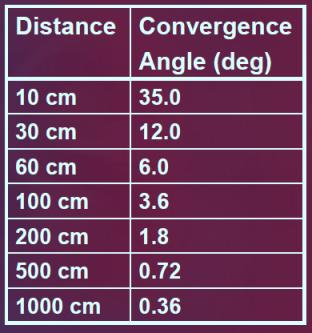 Distance Convergence
Angle (deg)
10 cm 35.0
30 cm 12.0
60 cm 6.0
100 cm 3.6
200 cm 1.8
500 cm 0.72
1000 cm 0.36